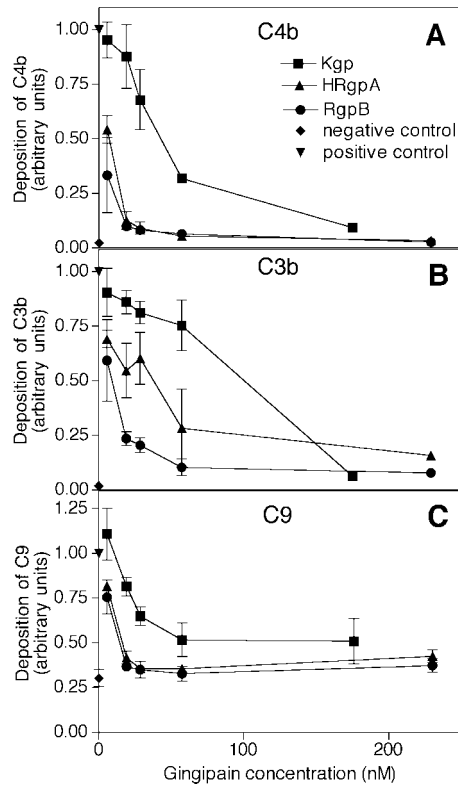 C4b
A
Kgp
HRgpA
RgpB
negative control
positive control
Deposition of C4b
(arbitrary units)
1.00
0.75
0.50
0.25
0.00
C3b
B
Deposition of C3b
(arbitrary units)
1.00
0.75
0.50
0.25
0.00
C9
C
Deposition of C9
(arbitrary units)
1.25
1.00
0.75
0.50
0.25
0.00
0
100
200
Gingipain concentration (nM)